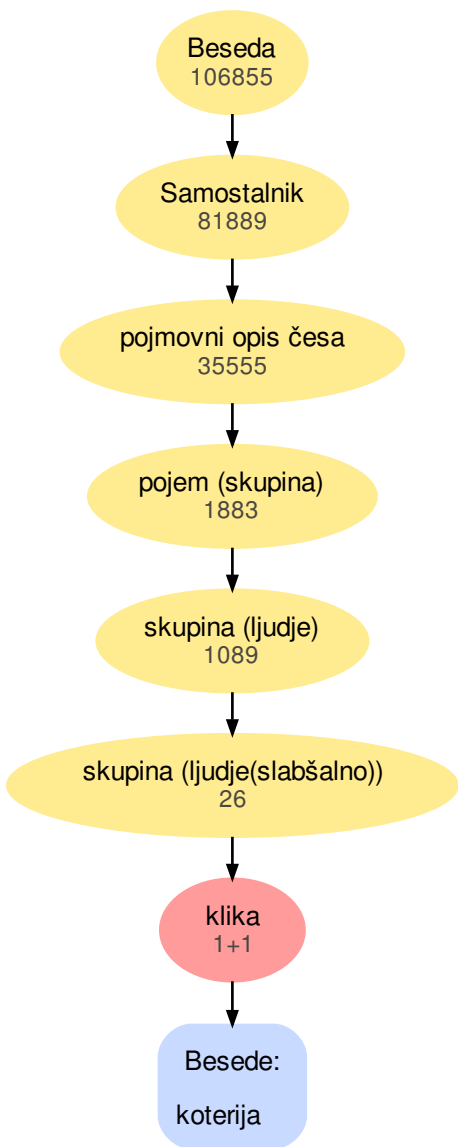 Beseda
106855
Samostalnik
81889
pojmovni opis česa
35555
pojem (skupina)
1883
skupina (ljudje)
1089
skupina (ljudje(slabšalno))
26
klika
1+1
Besede:
koterija